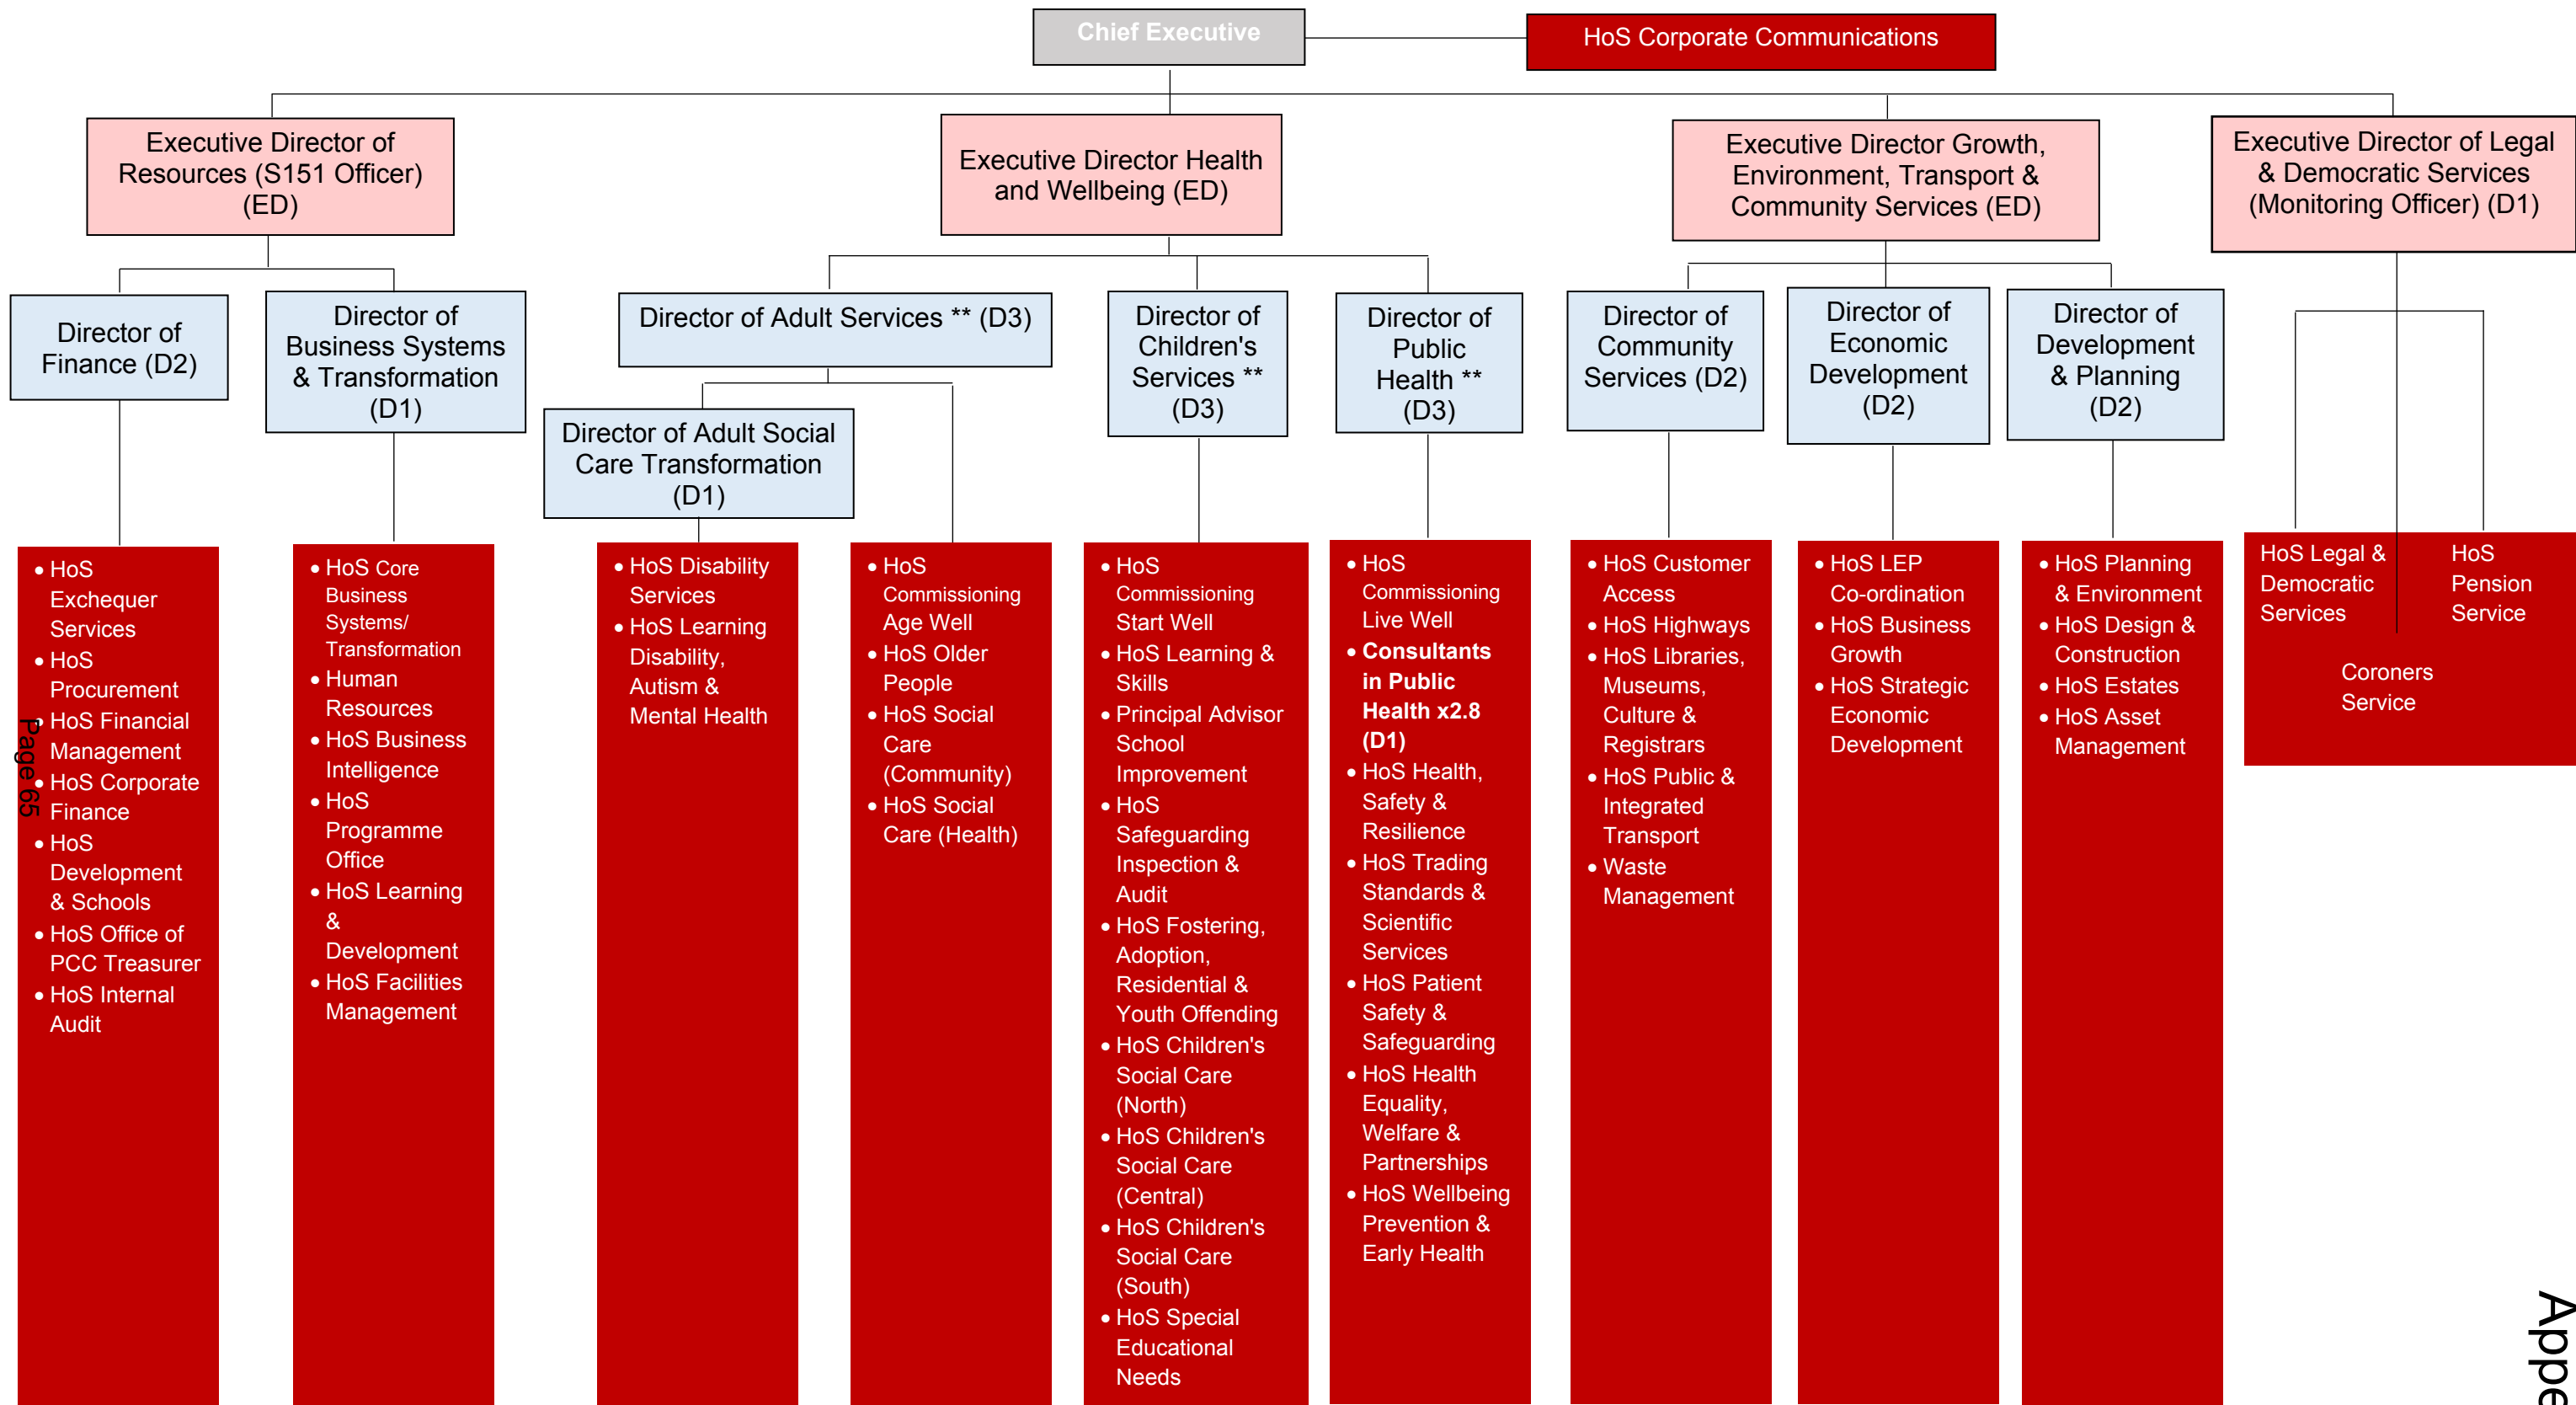 Chief Executive
HoS Corporate Communications
Executive Director of
Resources (S151 Officer)
(ED)
Executive Director Health
and Wellbeing (ED)
Executive Director Growth,
Environment, Transport &
Community Services (ED)
Executive Director of Legal
& Democratic Services
(Monitoring Officer) (D1)
Director of
Finance (D2)
Director of
Business Systems
& Transformation
(D1)
Director of Adult Services ** (D3)
Director of Adult Social
Care Transformation
(D1)
Director of
Children's
Services **
(D3)
Director of
Public
Health **
(D3)
Director of
Community
Services (D2)
Director of
Economic
Development
(D2)
Director of
Development
& Planning
(D2)
• HoS
Exchequer
Services
• HoS
Procurement
• HoS Financial
Management
• HoS Corporate
Finance
• HoS
Development
& Schools
• HoS Office of
PCC Treasurer
• HoS Internal
Audit
• HoS Core
Business
Systems/
Transformation
• Human
Resources
• HoS Business
Intelligence
• HoS
Programme
Office
• HoS Learning
&
Development
• HoS Facilities
Management
• HoS Disability
Services
• HoS Learning
Disability,
Autism &
Mental Health
• HoS
Commissioning
Age Well
• HoS Older
People
• HoS Social
Care
(Community)
• HoS Social
Care (Health)
• HoS
Commissioning
Start Well
• HoS Learning &
Skills
• Principal Advisor
School
Improvement
• HoS
Safeguarding
Inspection &
Audit
• HoS Fostering,
Adoption,
Residential &
Youth Offending
• HoS Children's
Social Care
(North)
• HoS Children's
Social Care
(Central)
• HoS Children's
Social Care
(South)
• HoS Special
Educational
Needs
• HoS
Commissioning
Live Well
• Consultants
in Public
Health x2.8
(D1)
• HoS Health,
Safety &
Resilience
• HoS Trading
Standards &
Scientific
Services
• HoS Patient
Safety &
Safeguarding
• HoS Health
Equality,
Welfare &
Partnerships
• HoS Wellbeing
Prevention &
Early Health
• HoS Customer
Access
• HoS Highways
• HoS Libraries,
Museums,
Culture &
Registrars
• HoS Public &
Integrated
Transport
• Waste
Management
• HoS LEP
Co-ordination
• HoS Business
Growth
• HoS Strategic
Economic
Development
• HoS Planning
& Environment
• HoS Design &
Construction
• HoS Estates
• HoS Asset
Management
HoS Legal &
Democratic
Services
HoS
Pension
Service
Coroners
Service
Page 65
Appe